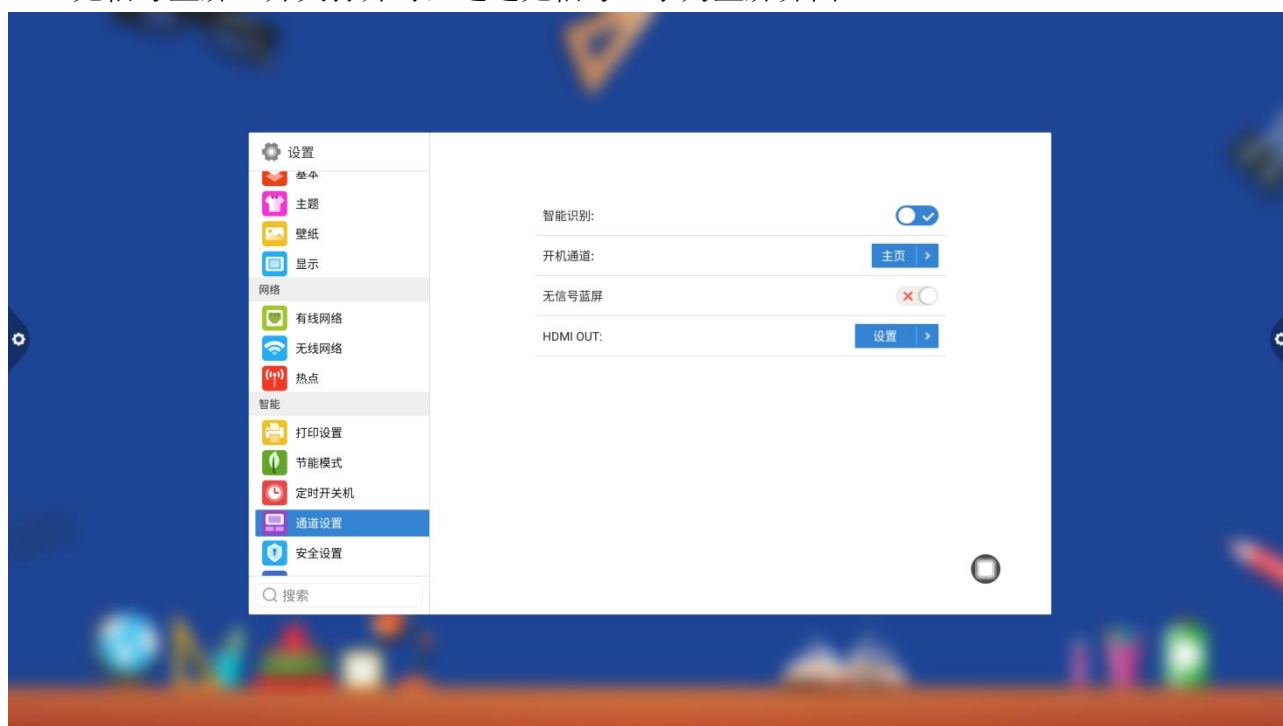 设置
基本
主题
壁纸
显示
网络
有线网络
无线网络
热点
智能
打印设置
节能模式
定时开关机
通道设置
安全设置
搜索
智能识别:
开机通道:
主页
无信号蓝屏
HDMI OUT:
设置